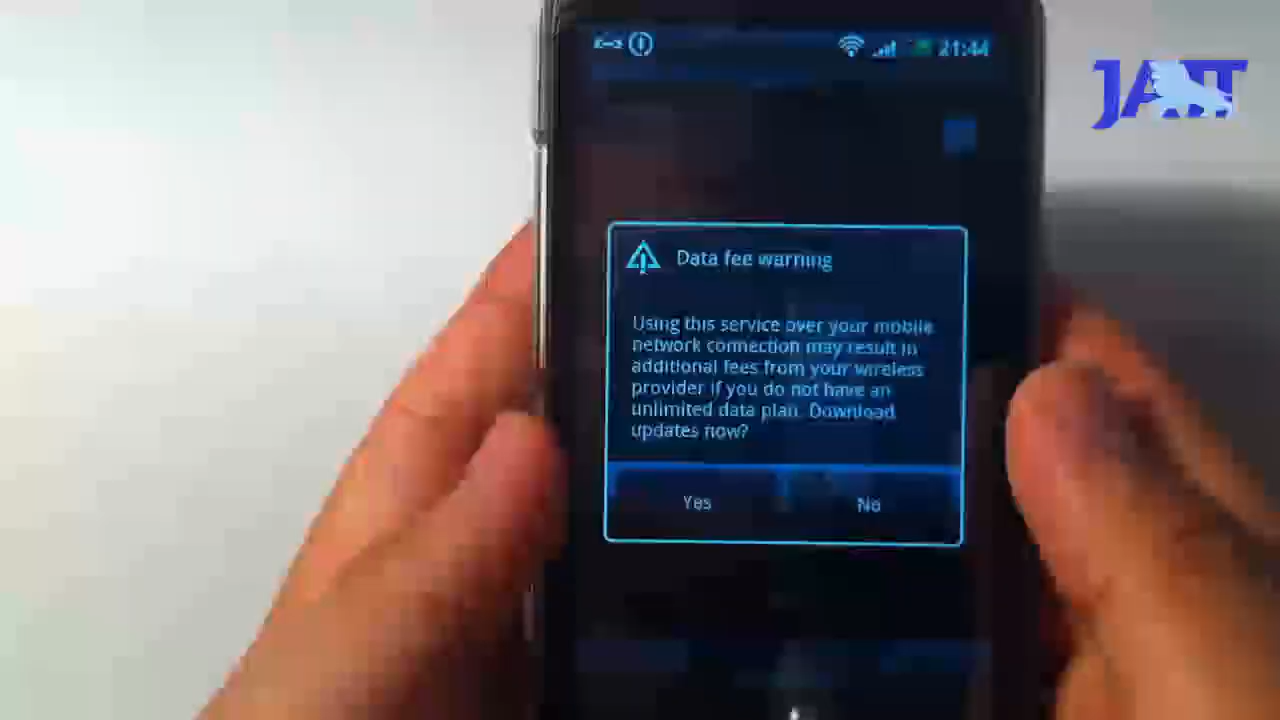 21:44
JATT
Data fee warning
Using this service over your mobile
network connection may result in
additional fees from your wireless
provider if you do not have an
unlimited data plan. Download
updates now?
Yes
No